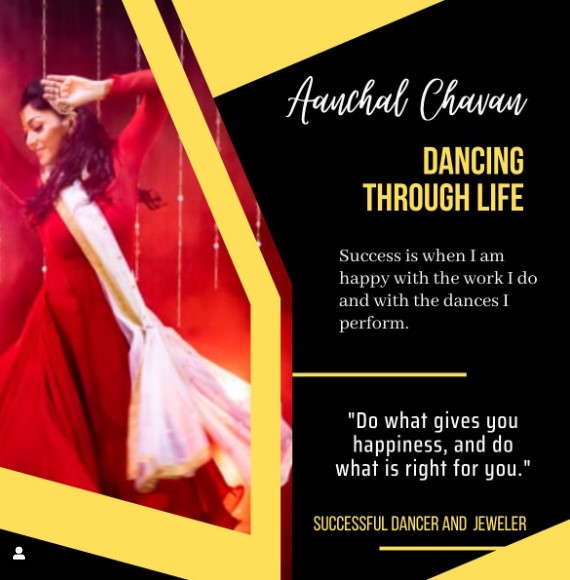 Aanchal Chavan
DANCING
THROUGH LIFE
Success is when I am
happy with the work I do
and with the dances I
perform.
"Do what gives you
happiness, and do
what is right for you."
SUCCESSFUL DANCER AND JEWELER